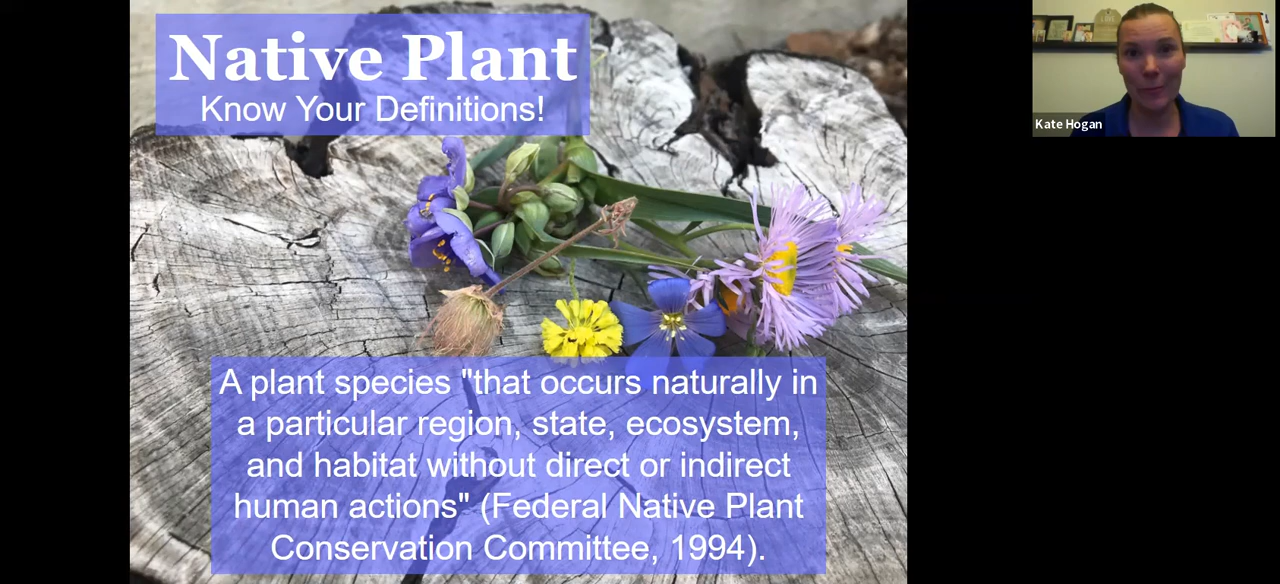 Native Plant
Know Your Definitions!
A plant species "that occurs naturally in
a particular region, state, ecosystem,
and habitat without direct or indirect
human actions" (Federal Native Plant
Conservation Committee, 1994).
Kate Hogan